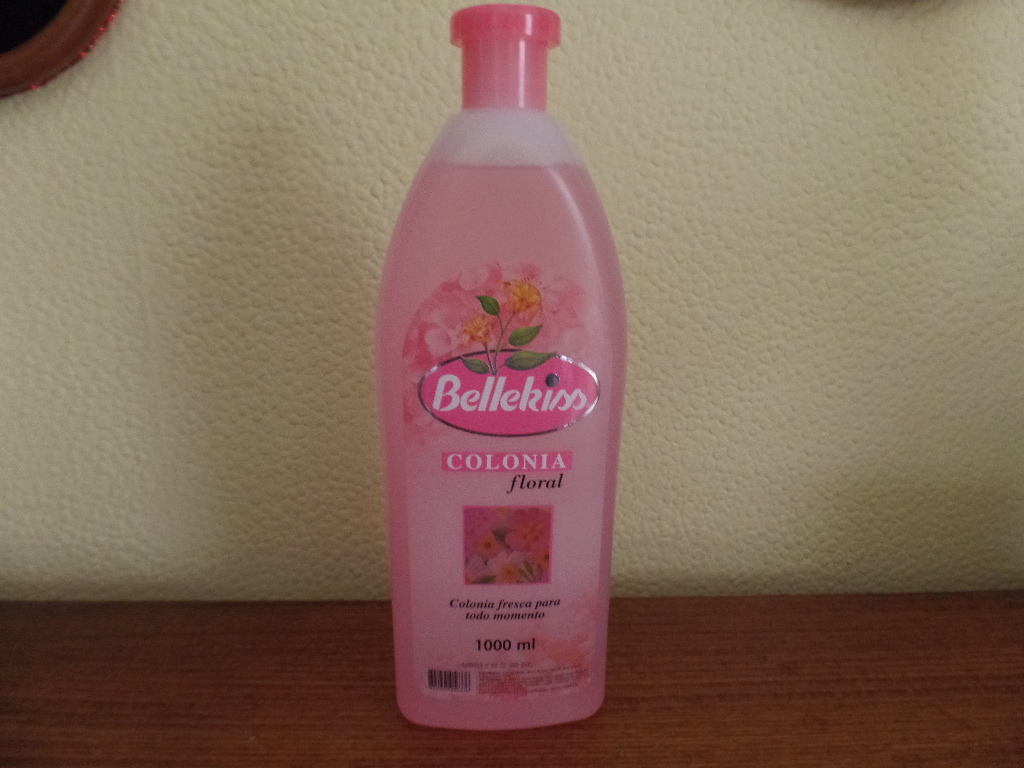 Bellekiss
COLONIA
floral
Colonia fresca para
todo momento
1000 ml